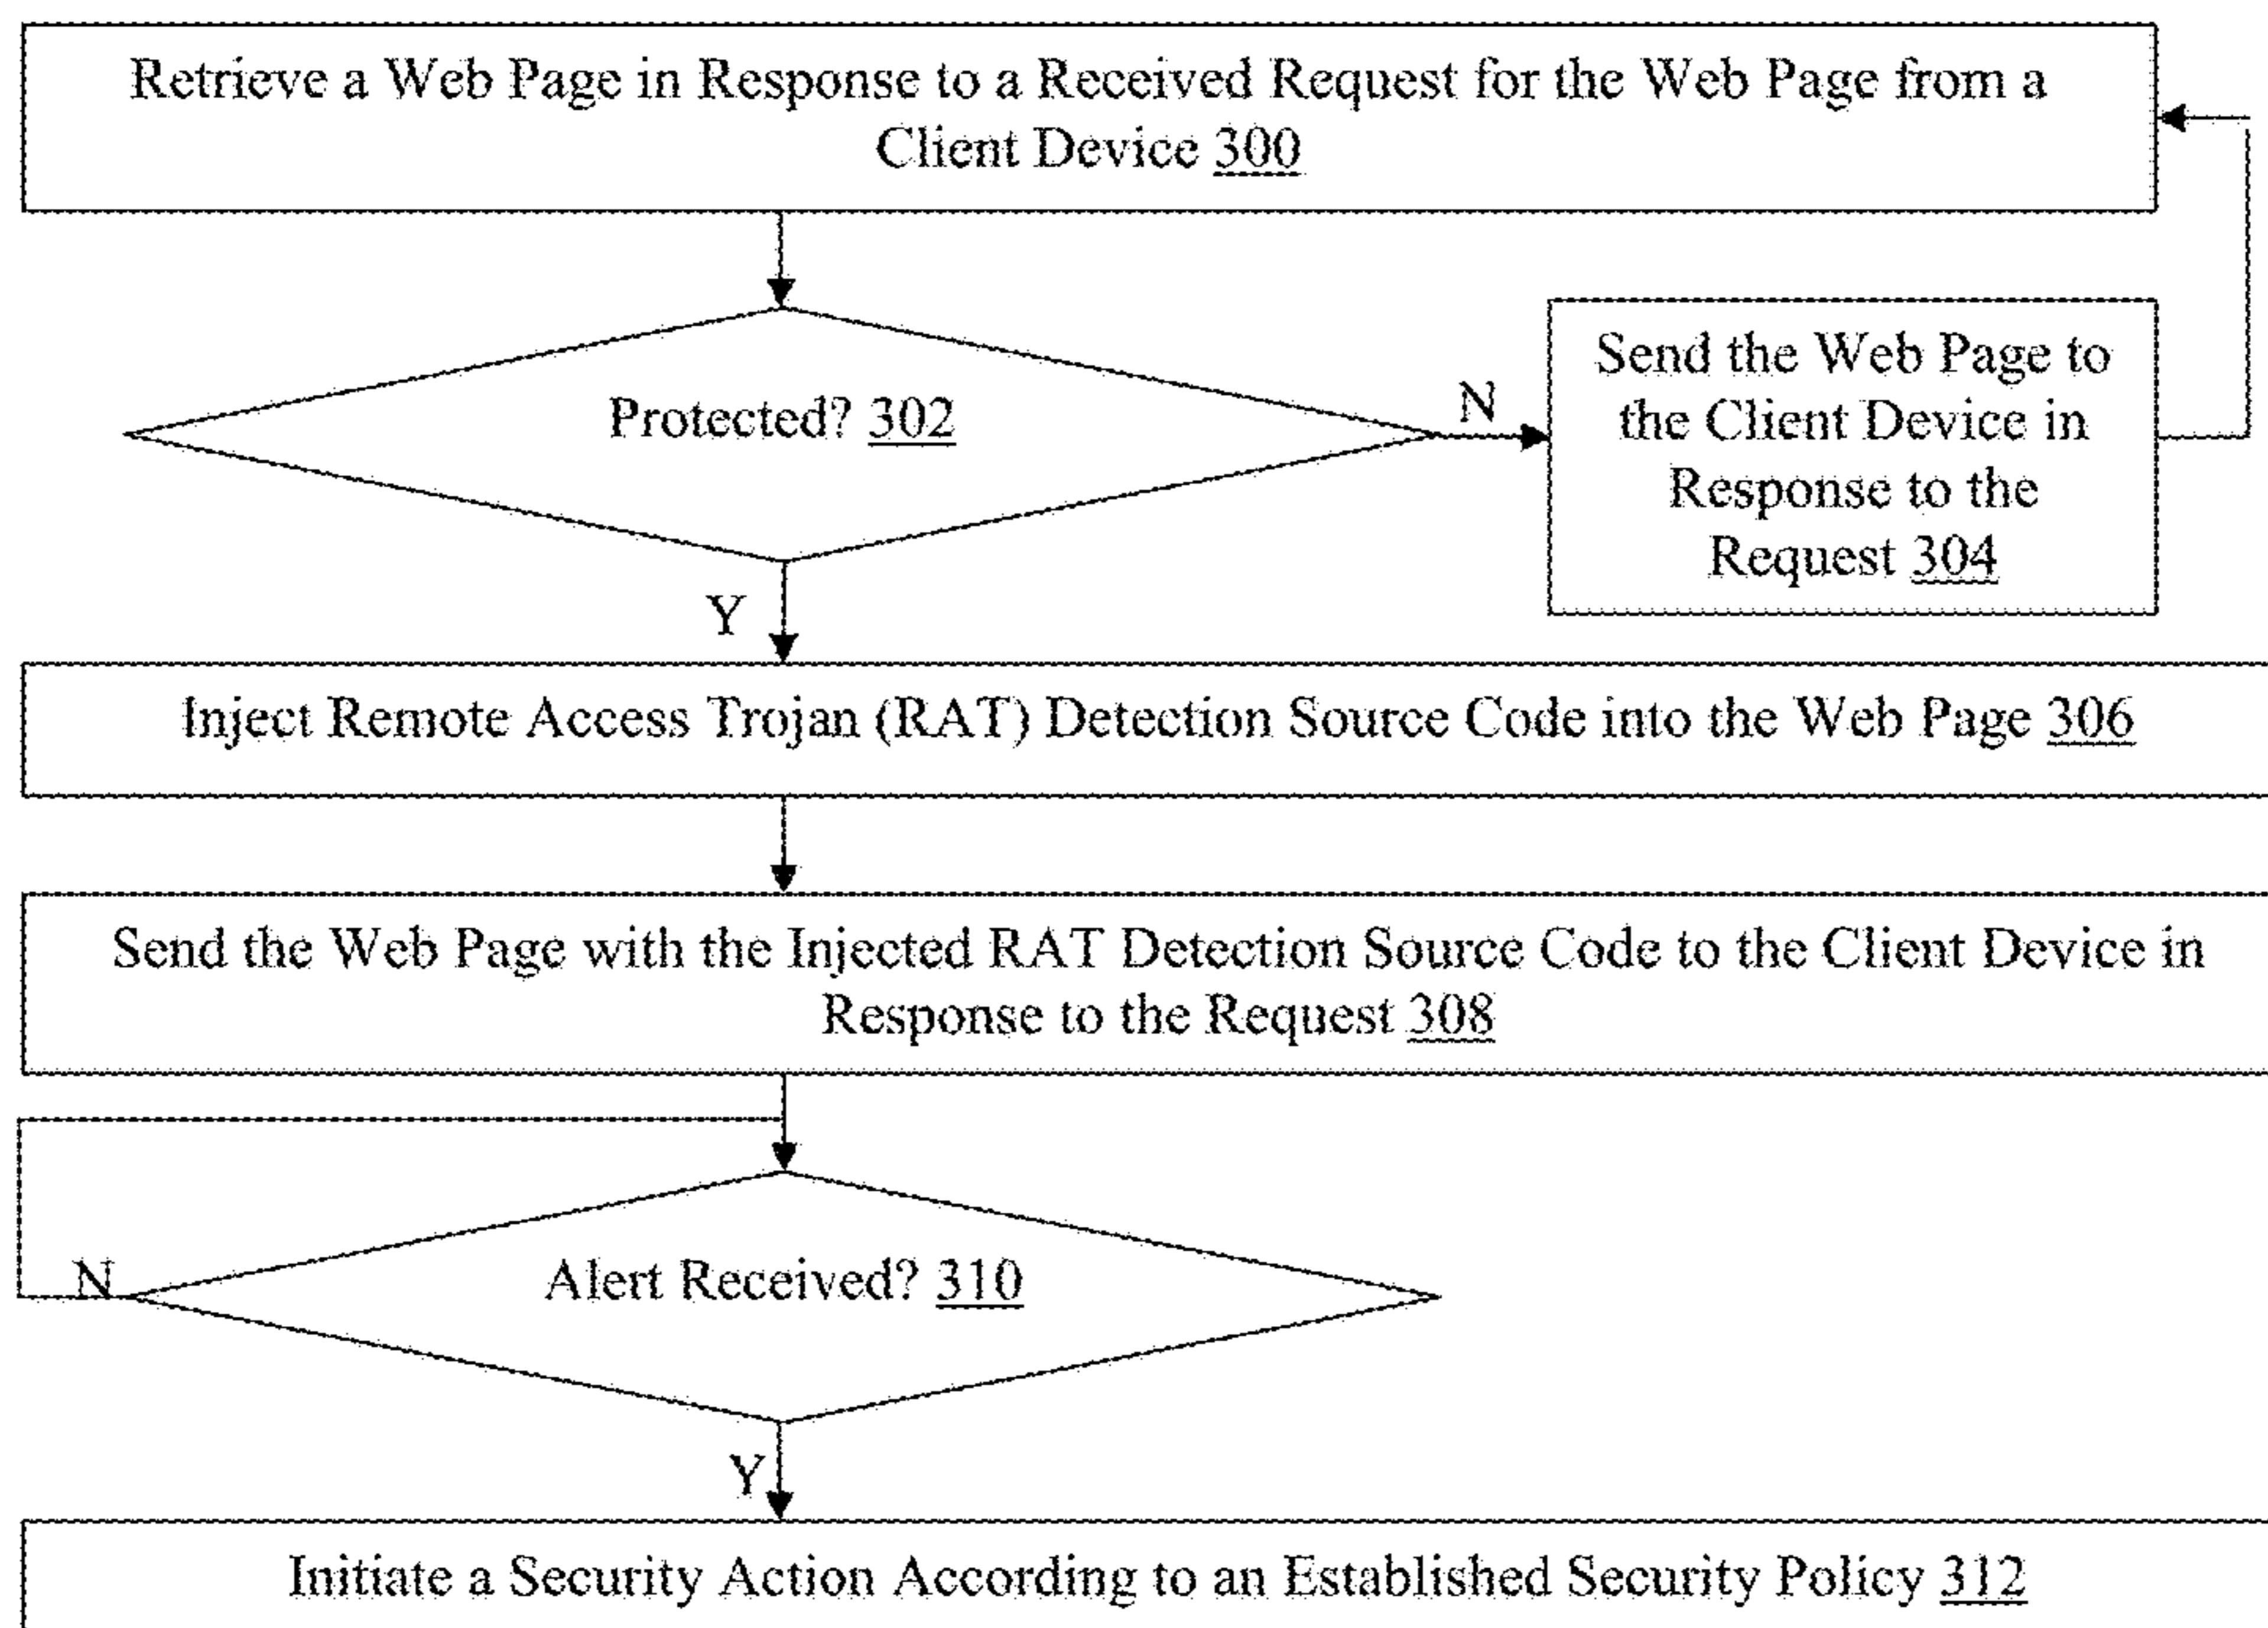 Retrieve a Web Page in Response to a Received Request for the Web Page from a
Client Device 300
Protected? 302
N
Send the Web Page to
the Client Device in
Response to the
Request 304
Y
Inject Remote Access Trojan (RAT) Detection Source Code into the Web Page 306
Send the Web Page with the Injected RAT Detection Source Code to the Client Device in
Response to the Request 308
N
Alert Received? 310
Y
Initiate a Security Action According to an Established Security Policy 312